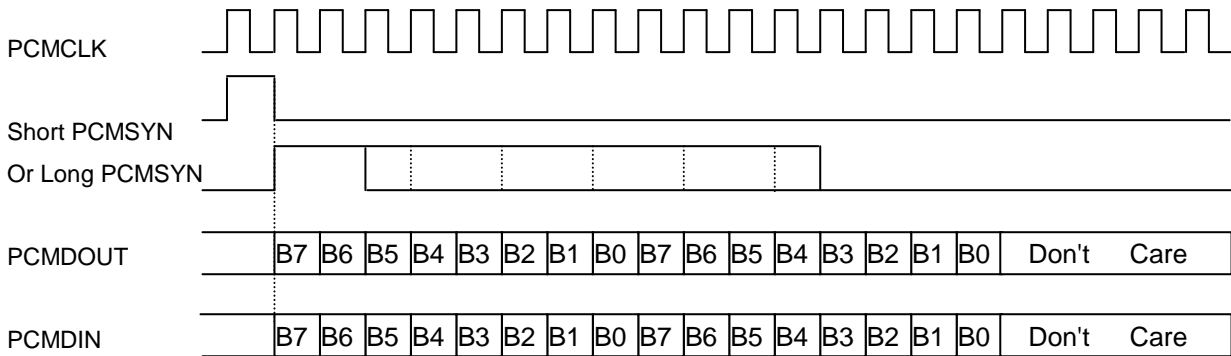 PCMCLK
Short PCMSYN
Or Long PCMSYN
PCMDOUT B7 B6 B5 B4 B3 B2 B1 B0 B7 B6 B5 B4 B3 B2 B1 B0 Don't Care
PCMDIN B7 B6 B5 B4 B3 B2 B1 B0 B7 B6 B5 B4 B3 B2 B1 B0 Don't Care